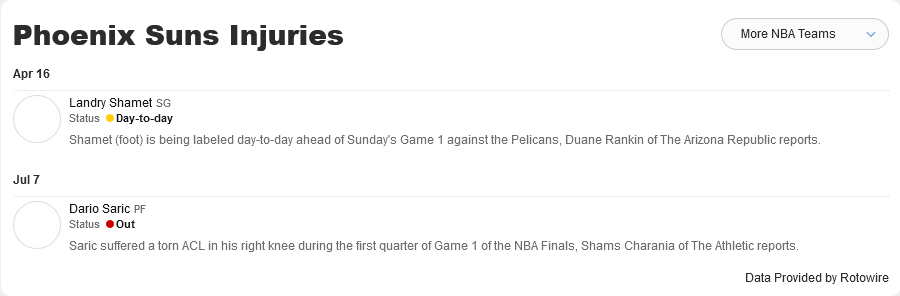 Phoenix Suns Injuries
More NBA Teams
Apr 16
Landry Shamet SG
Status Day-to-day
Shamet (foot) is being labeled day-to-day ahead of Sunday's Game 1 against the Pelicans, Duane Rankin of The Arizona Republic reports.
Jul 7
Dario Saric PF
Status Out
Saric suffered a torn ACL in his right knee during the first quarter of Game 1 of the NBA Finals, Shams Charania of The Athletic reports.
Data Provided by Rotowire